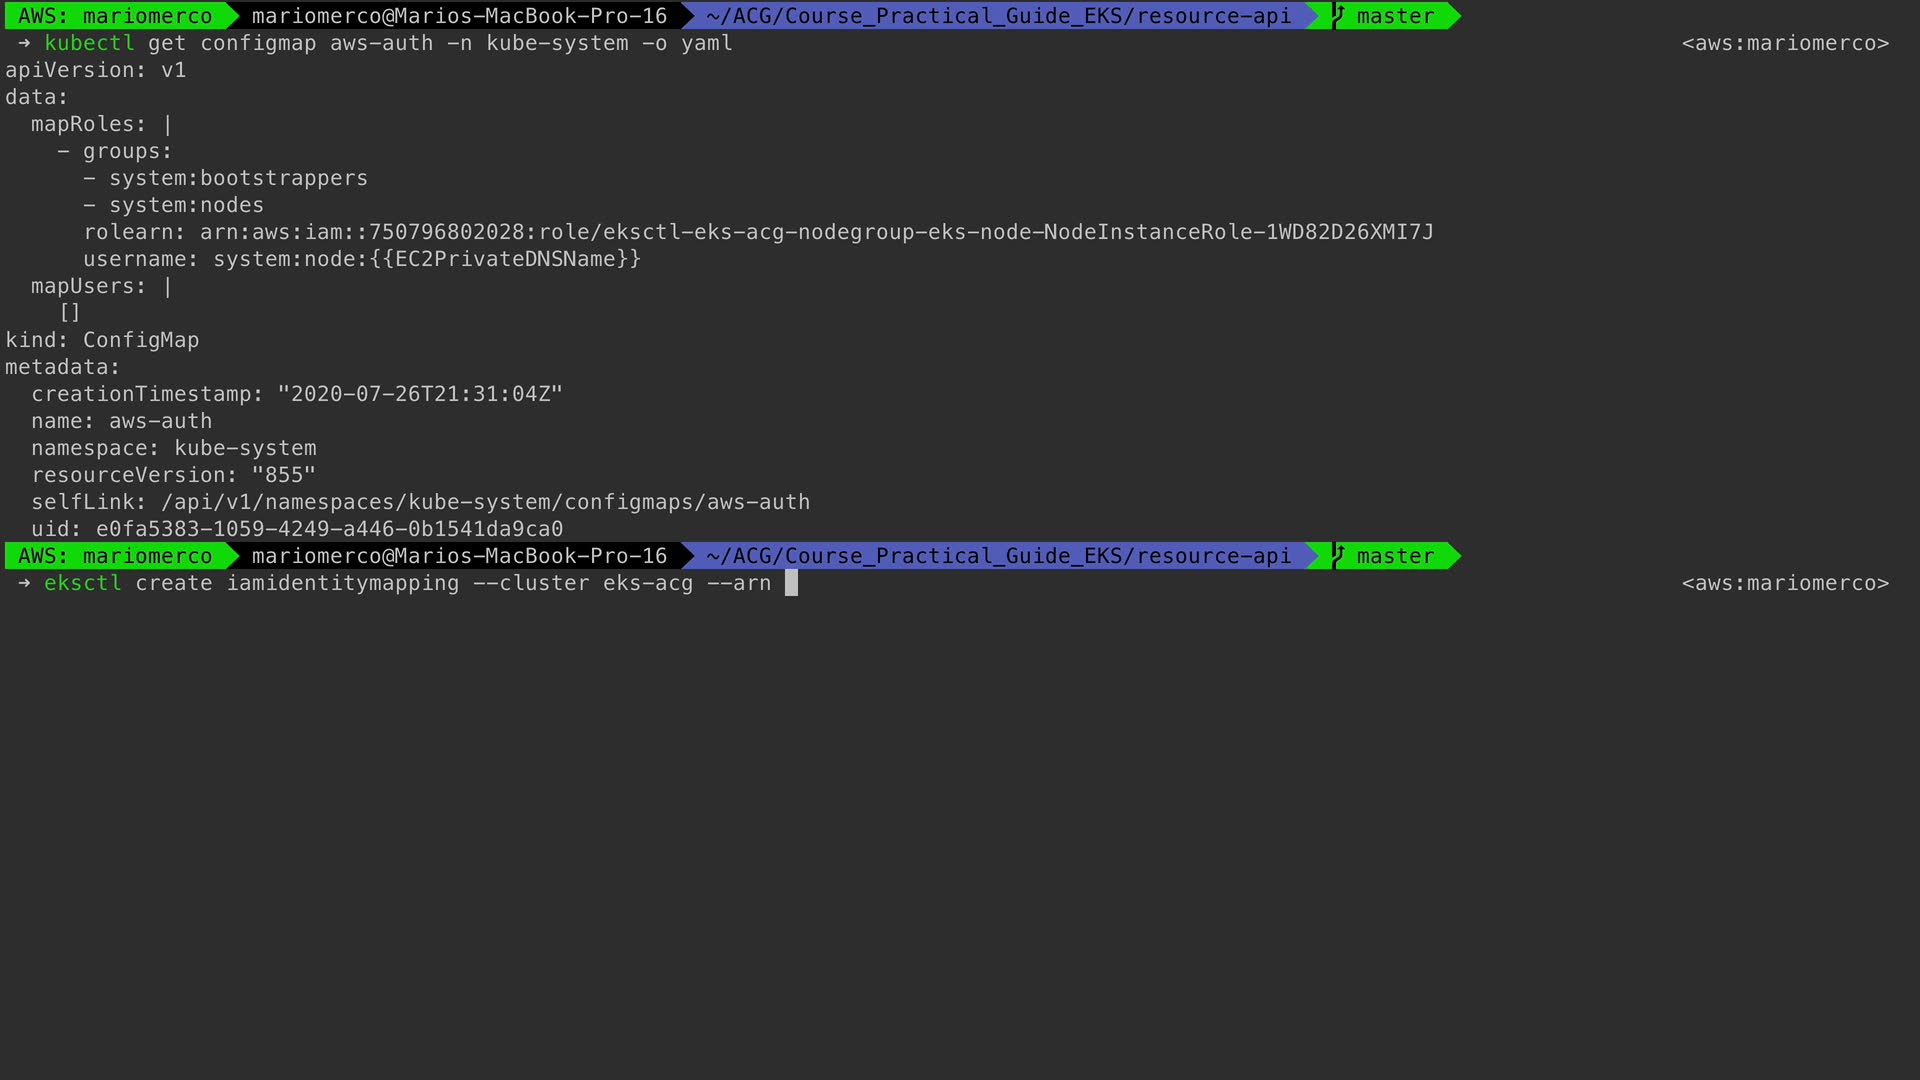 AWS: mariomerco mariomerco@Marios-MacBook-Pro-16 ~/ACG/Course_Practical_Guide_EKS/resource-api master
➜ kubectl get configmap aws-auth -n kube-system -o yaml <aws:mariomerco>
apiVersion: v1
data:
  mapRoles: |
    - groups:
      - system:bootstrappers
      - system:nodes
      rolearn: arn:aws:iam::750796802028:role/eksctl-eks-acg-nodegroup-eks-node-NodeInstanceRole-1WD82D26XMI7J
      username: system:node:{{EC2PrivateDNSName}}
  mapUsers: |
    []
kind: ConfigMap
metadata:
  creationTimestamp: "2020-07-26T21:31:04Z"
  name: aws-auth
  namespace: kube-system
  resourceVersion: "855"
  selfLink: /api/v1/namespaces/kube-system/configmaps/aws-auth
  uid: e0fa5383-1059-4249-a446-0b1541da9ca0
AWS: mariomerco mariomerco@Marios-MacBook-Pro-16 ~/ACG/Course_Practical_Guide_EKS/resource-api master
➜ eksctl create iamidentitymapping --cluster eks-acg --arn <aws:mariomerco>